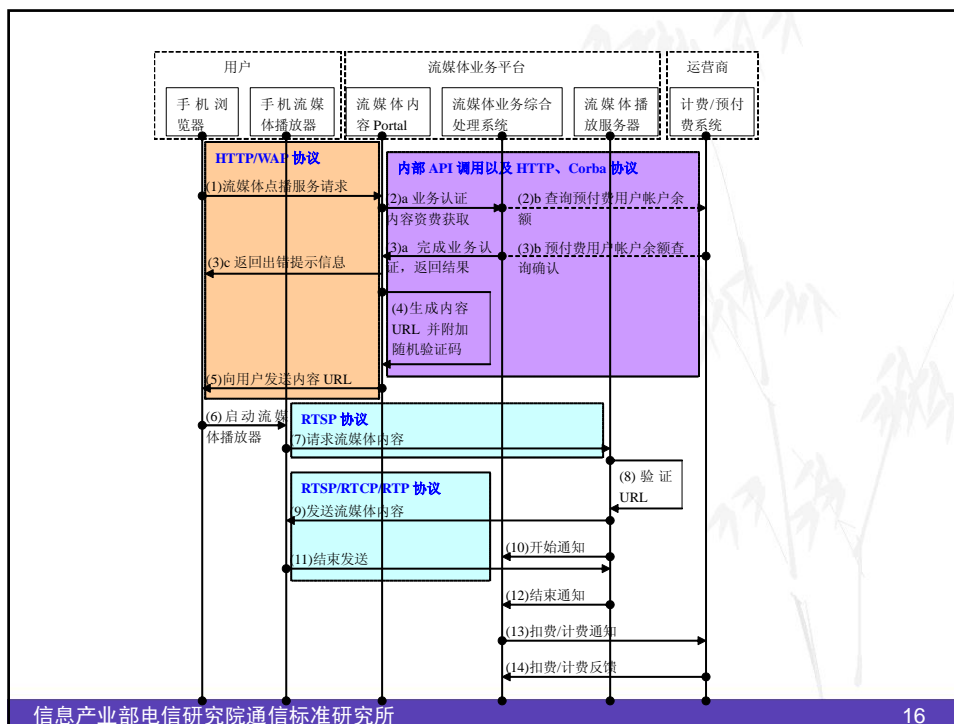 用户
流媒体业务平台
运营商
手机浏
览器
手机流媒
体播放器
流媒体内
容 Portal
流媒体业务综合
处理系统
流媒体播
放服务器
计费/预付
费系统
HTTP/WAP 协议
内部 API 调用以及 HTTP、Corba 协议
(1)流媒体点播服务请求
(2)a 业务认证
内容资费获取
(2)b 查询预付费用户帐户余
额
(3)a 完成业务认
证，返回结果
(3)b 预付费用户帐户余额查
询确认
(3)c 返回出错提示信息
(4)生成内容
URL 并附加
随机验证码
(5)向用户发送内容 URL
(6)启动流媒
体播放器
RTSP 协议
(7)请求流媒体内容
(8)验证
URL
RTSP/RTCP/RTP 协议
(9)发送流媒体内容
(10)开始通知
(11)结束发送
(12)结束通知
(13)扣费/计费通知
(14)扣费/计费反馈
信息产业部电信研究院通信标准研究所
16